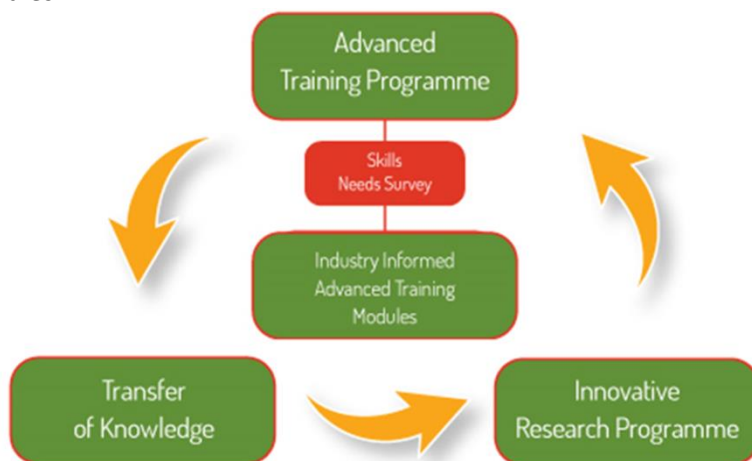 Advanced
Training Programme
Skills
Needs Survey
Industry Informed
Advanced Training
Modules
Transfer
of Knowledge
Innovative
Research Programme